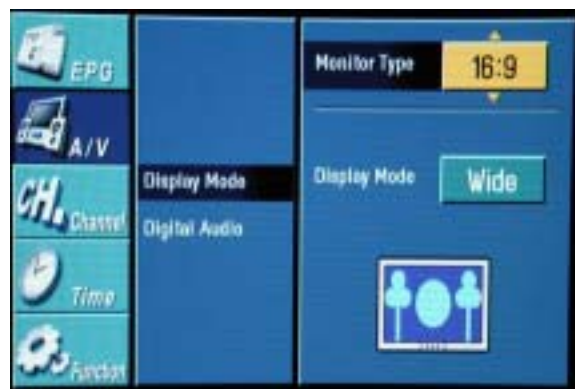 EPG
A/V
CH. Channel
Time
Function
Display Mode
Digital Audio
Monitor Type 16:9
Display Mode Wide